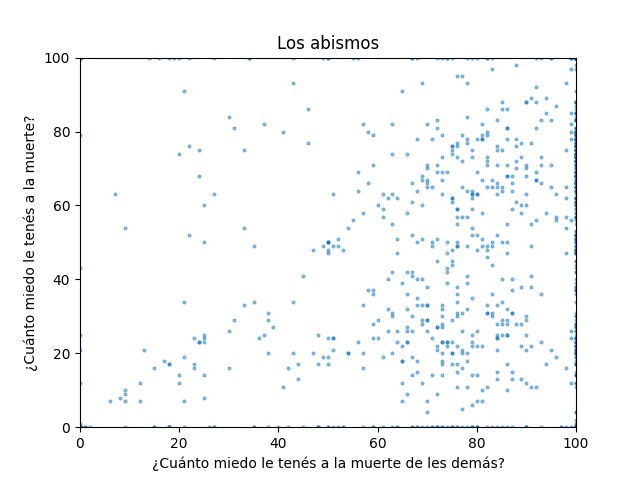 Los abismos
100
80
60
40
20
0
¿Cuánto miedo le tenés a la muerte?
0 20 40 60 80 100
¿Cuánto miedo le tenés a la muerte de les demás?